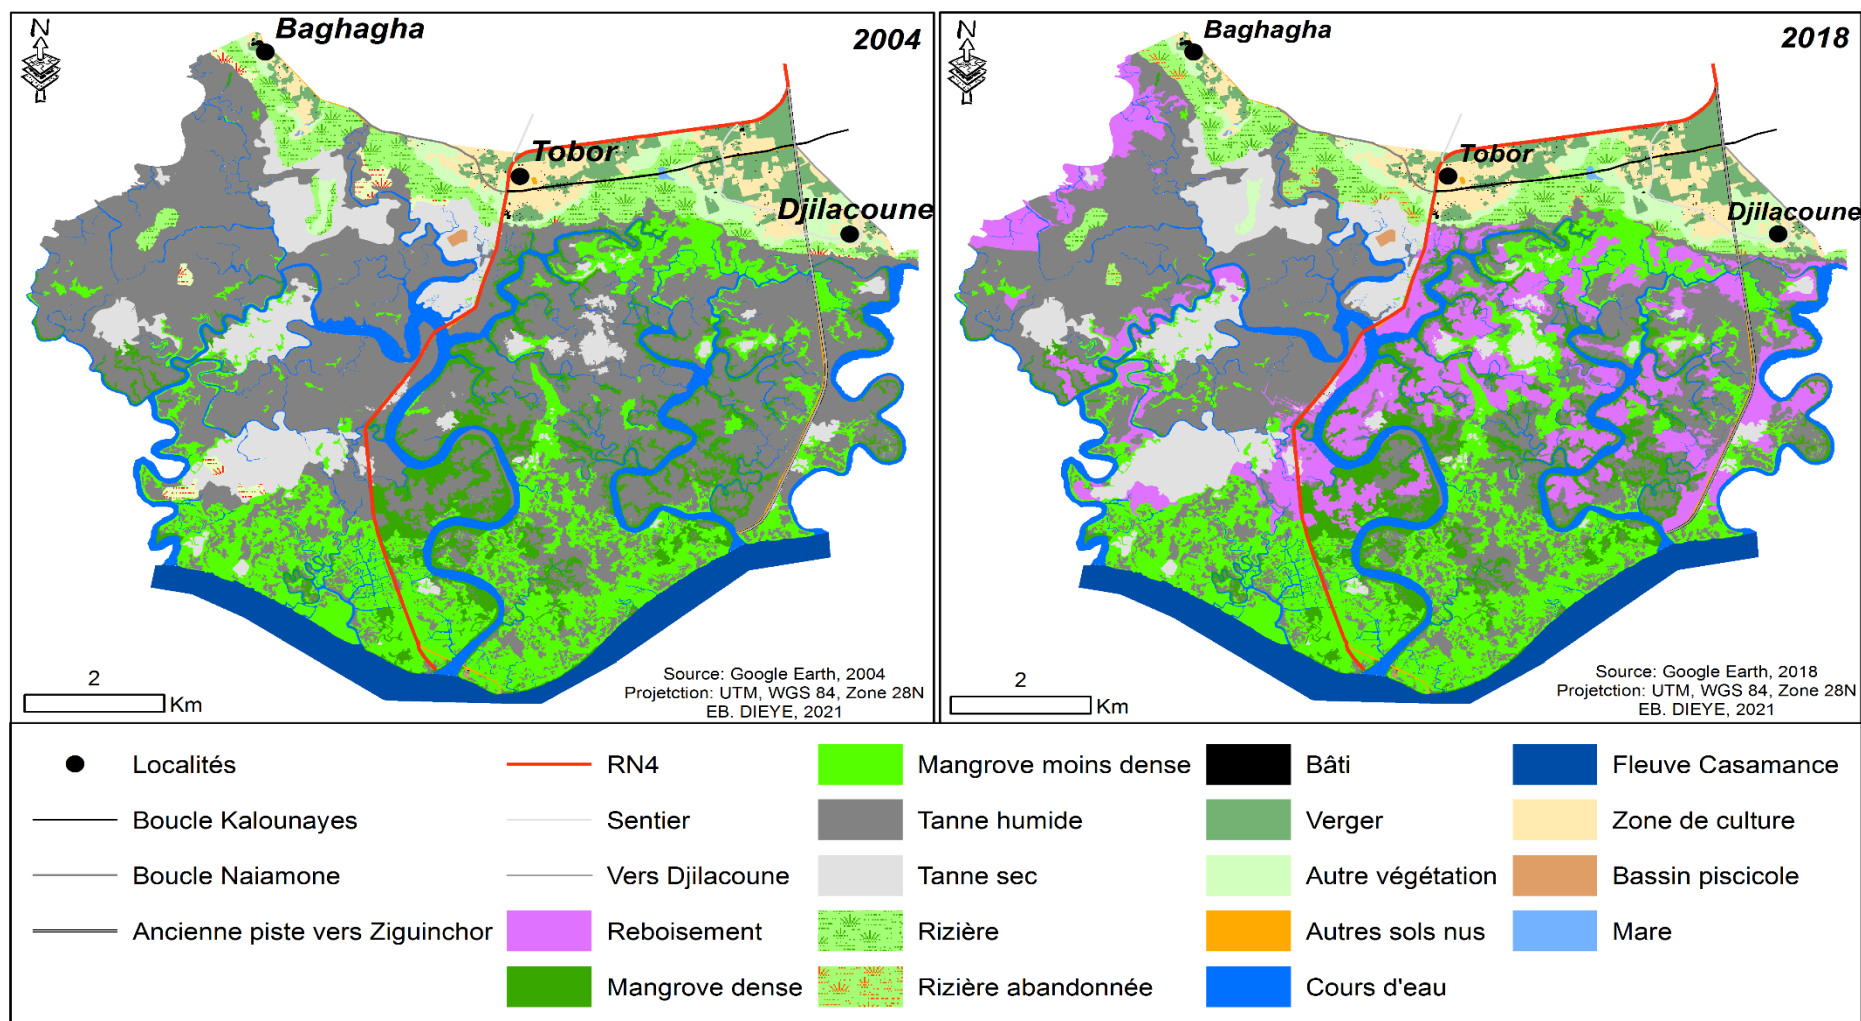 N
Baghagha
2004
Tobor
Djilacoune
2
Km
Source: Google Earth, 2004
Projetction: UTM, WGS 84, Zone 28N
EB. DIEYE, 2021
N
Baghagha
2018
Tobor
Djilacoune
2
Km
Source: Google Earth, 2018
Projetction: UTM, WGS 84, Zone 28N
EB. DIEYE, 2021
Localités
Boucle Kalounayes
Boucle Naiamone
Ancienne piste vers Ziguinchor
RN4
Sentier
Vers Djilacoune
Reboisement
Mangrove dense
Mangrove moins dense
Tanne humide
Tanne sec
Rizière
Rizière abandonnée
Bâti
Verger
Autre végétation
Autres sols nus
Cours d'eau
Fleuve Casamance
Zone de culture
Bassin piscicole
Mare